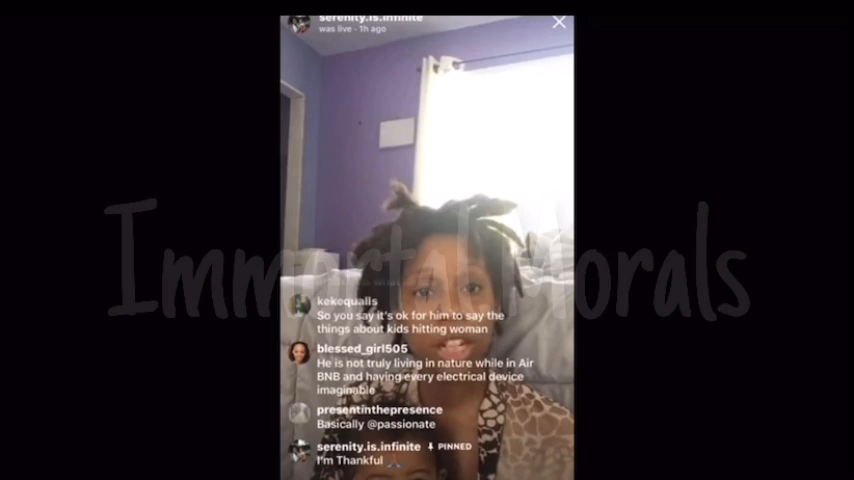 serenity.is.infinite
was live · 1h ago
Immortal Morals
kekequalls
So you say it's ok for him to say the
things about kids hitting woman
blessed_girl505
He is not truly living in nature while in Air
BNB and having every electrical device
imaginable
presentinthepresence
Basically @passionate
serenity.is.infinite PINNED
I'm Thankful 🙏🏾